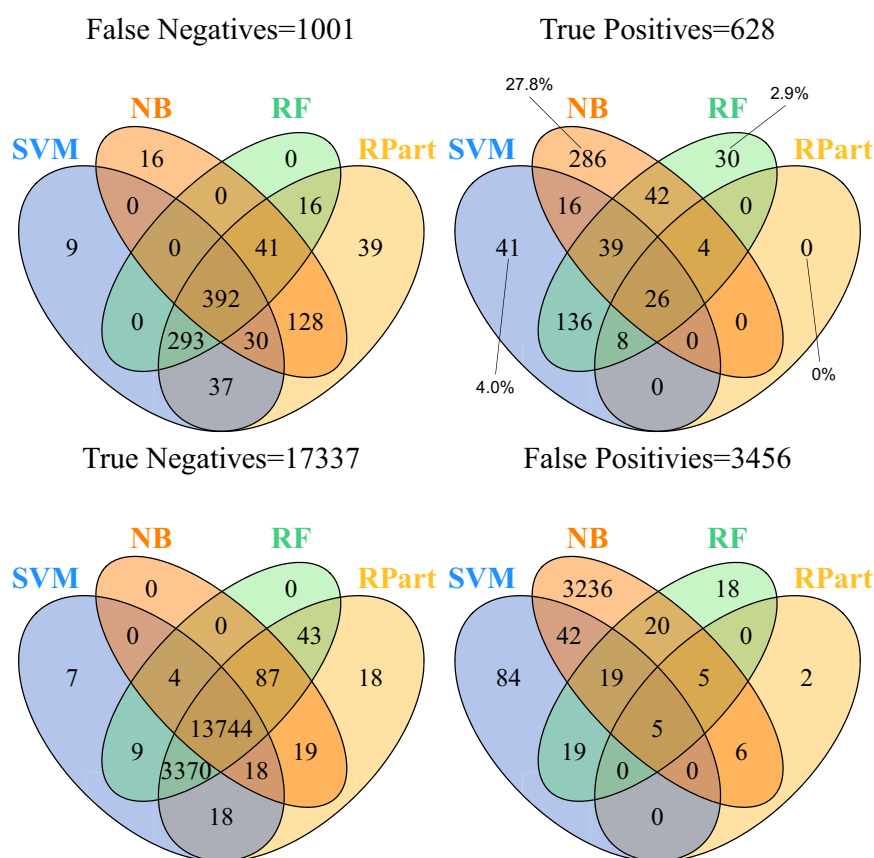 False Negatives=1001
True Positives=628
27.8%
2.9%
NB RF
NB RF
SVM RPart
SVM RPart
16 0
286 30
0 0 16
16 42 0
9 0 41 39
41 39 4 0
392
26
0 293 30 128
136 8 0 0
37
4.0% 0 0%
True Negatives=17337
False Positivies=3456
NB RF
NB RF
SVM RPart
SVM RPart
0 0
3236 18
0 0 43
42 20 0
7 4 87 18
84 19 5 2
13744
5
9 3370 18 19
19 0 0 6
18
0